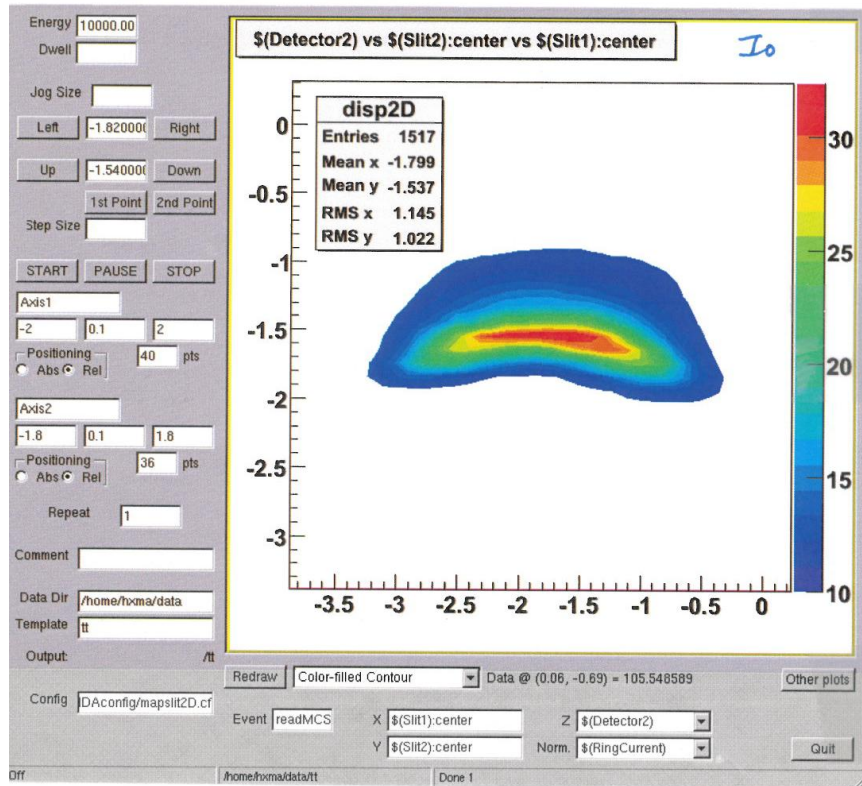 Energy 10000.00
Dwell
Jog Size
Left -1.820000 Right
Up -1.540000 Down
1st Point 2nd Point
Step Size
START PAUSE STOP
Axis1
-2 0.1 2
Positioning 40 pts
Abs Rel
Axis2
-1.8 0.1 1.8
Positioning 36 pts
Abs Rel
Repeat 1
Comment
Data Dir /home/hxma/data
Template tt
Output: /tt
Config IDAconfig/mapslit2D.cf
$(Detector2) vs $(Slit2):center vs $(Slit1):center
Io
disp2D
Entries 1517
Mean x -1.799
Mean y -1.537
RMS x 1.145
RMS y 1.022
0
-0.5
-1
-1.5
-2
-2.5
-3
-3.5 -3 -2.5 -2 -1.5 -1 -0.5 0
30
25
20
15
10
Redraw Color-filled Contour Data @ (0.06, -0.69) = 105.548589 Other plots
Event readMCS X $(Slit1):center Z $(Detector2)
Y $(Slit2):center Norm. $(RingCurrent) Quit
Off /home/hxma/data/tt Done 1